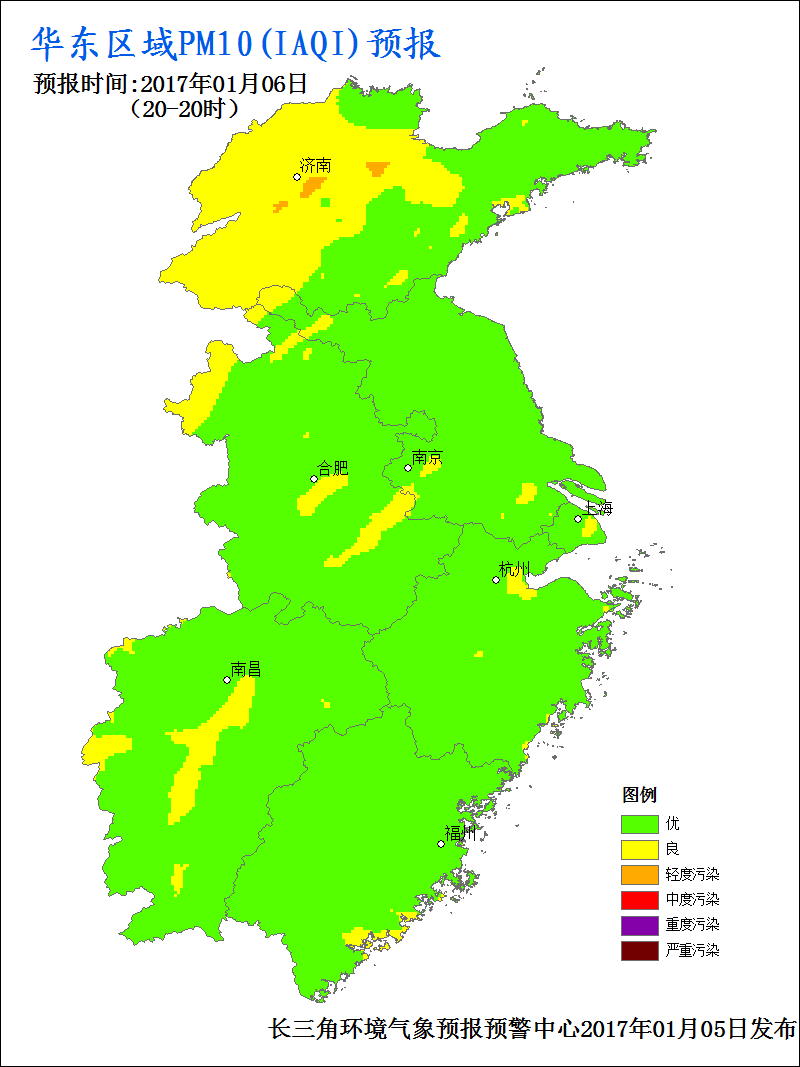 华东区域PM10(IAQI)预报
预报时间:2017年01月06日
(20-20时)
济南
合肥
南京
上海
杭州
南昌
福州
图例
优
良
轻度污染
中度污染
重度污染
严重污染
长三角环境气象预报预警中心2017年01月05日发布